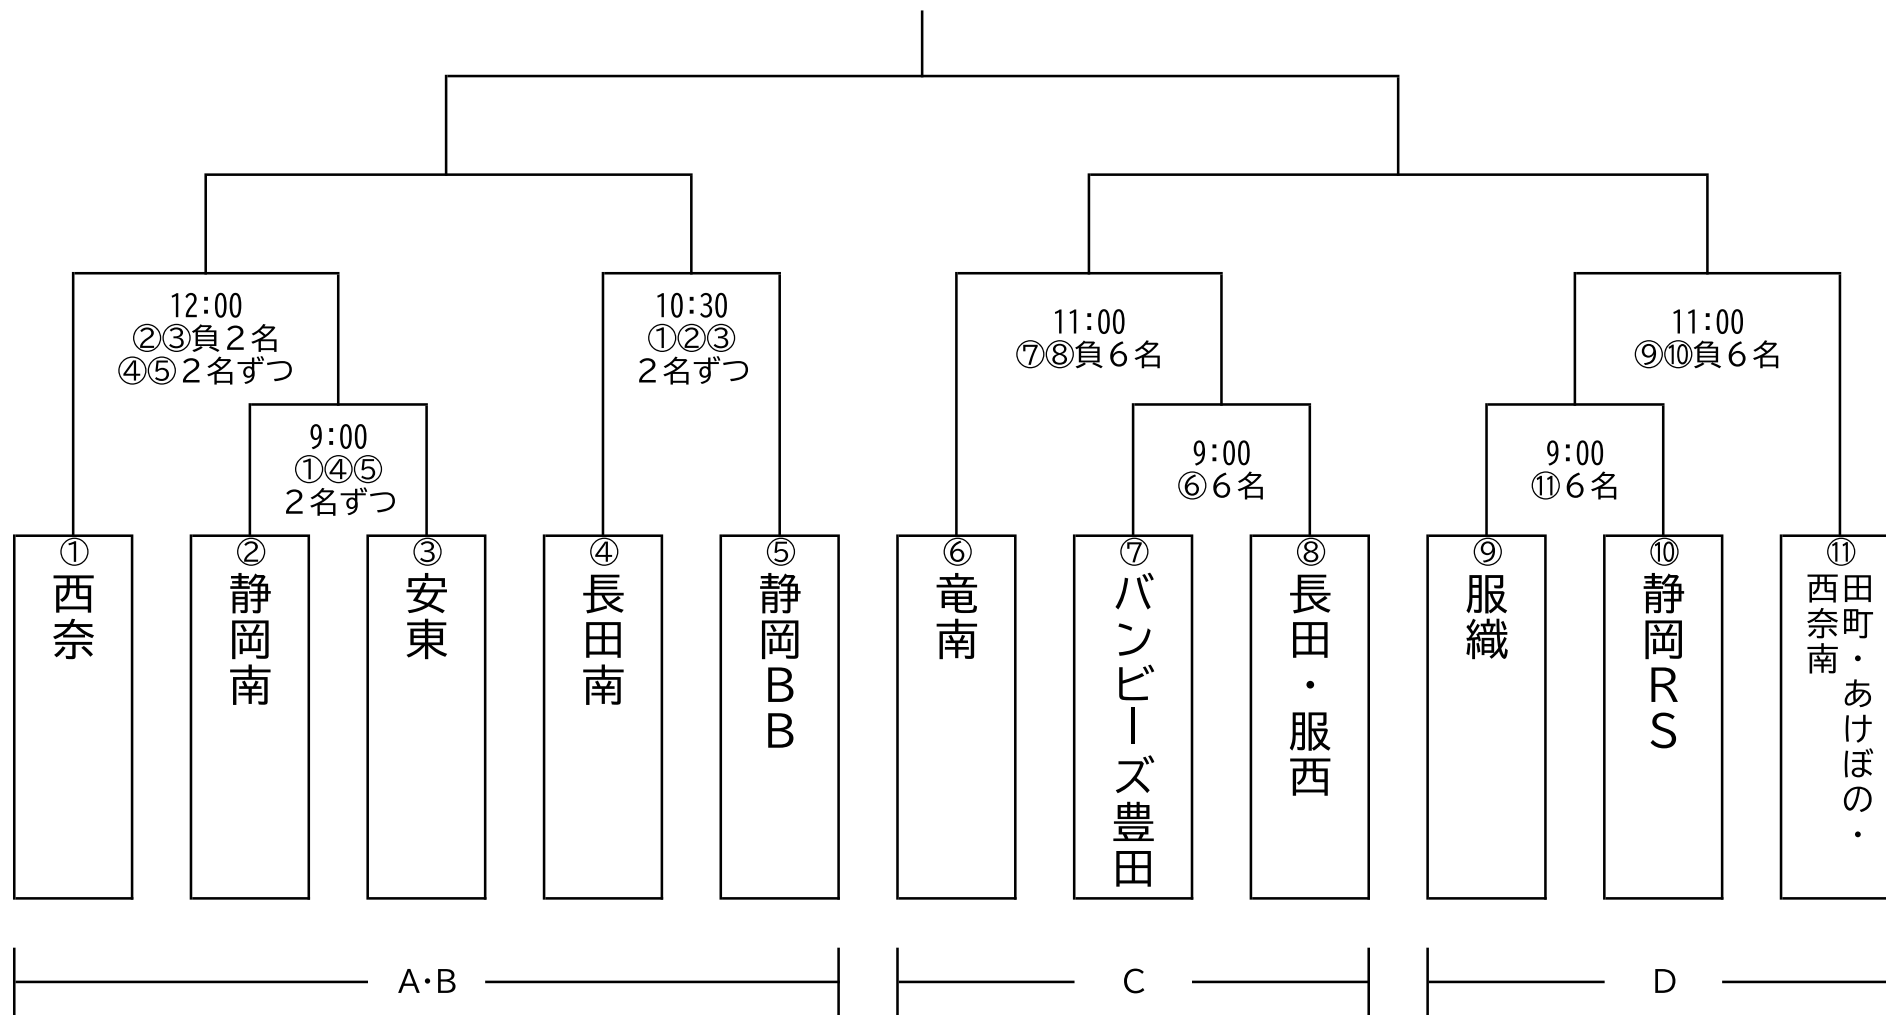 12:00
②③負２名
④⑤２名ずつ
10:30
①②③
２名ずつ
11:00
⑦⑧負６名
11:00
⑨⑩負６名
9:00
①④⑤
２名ずつ
9:00
⑥６名
9:00
⑪６名
①
西奈
②
静岡南
③
安東
④
長田南
⑤
静岡ＢＢ
⑥
竜南
⑦
バンビーズ豊田
⑧
長田・服西
⑨
服織
⑩
静岡ＲＳ
⑪
田町・あけぼの・
西奈南
A・B
C
D